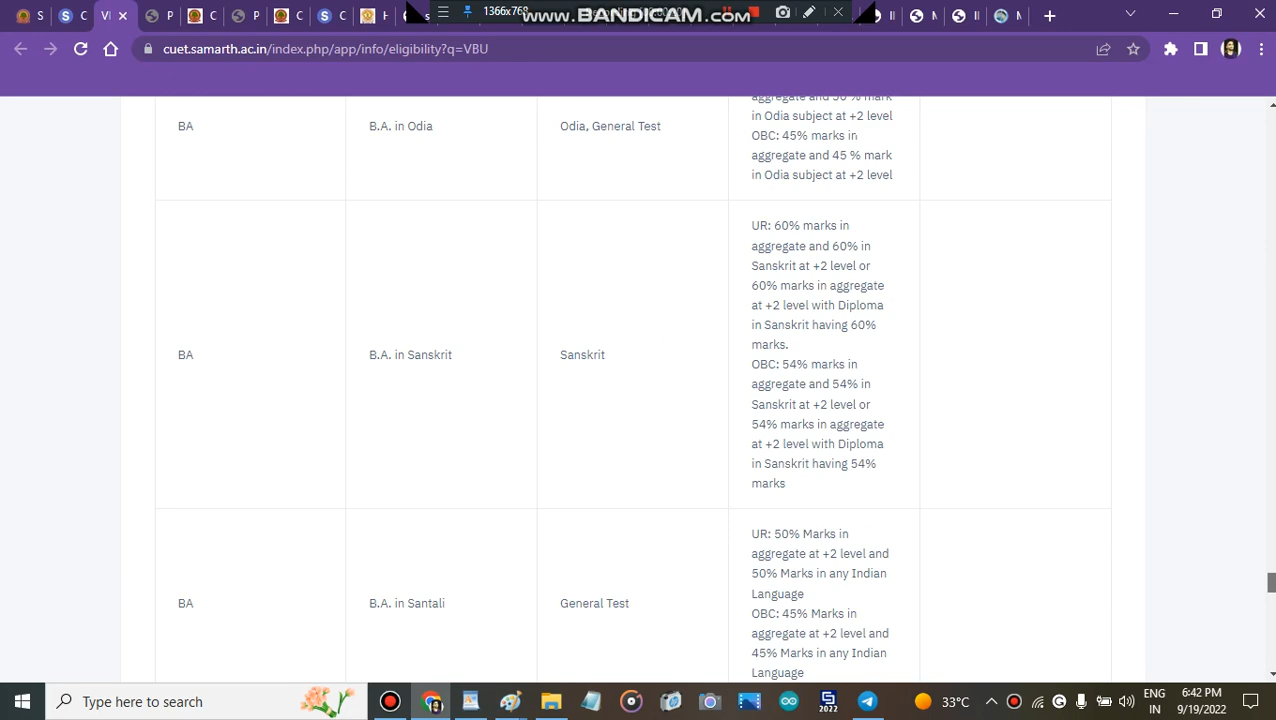 1366x768
www.BANDICAM.com
cuet.samarth.ac.in/index.php/app/info/eligibility?q=VBU
aggregate and 50 % mark
in Odia subject at +2 level
OBC: 45% marks in
aggregate and 45 % mark
in Odia subject at +2 level
BA
B.A. in Odia
Odia, General Test
UR: 60% marks in
aggregate and 60% in
Sanskrit at +2 level or
60% marks in aggregate
at +2 level with Diploma
in Sanskrit having 60%
marks.
OBC: 54% marks in
aggregate and 54% in
Sanskrit at +2 level or
54% marks in aggregate
at +2 level with Diploma
in Sanskrit having 54%
marks
BA
B.A. in Sanskrit
Sanskrit
UR: 50% Marks in
aggregate at +2 level and
50% Marks in any Indian
Language
OBC: 45% Marks in
aggregate at +2 level and
45% Marks in any Indian
Language
BA
B.A. in Santali
General Test
Type here to search
2022
33°C
ENG
IN
6:42 PM
9/19/2022